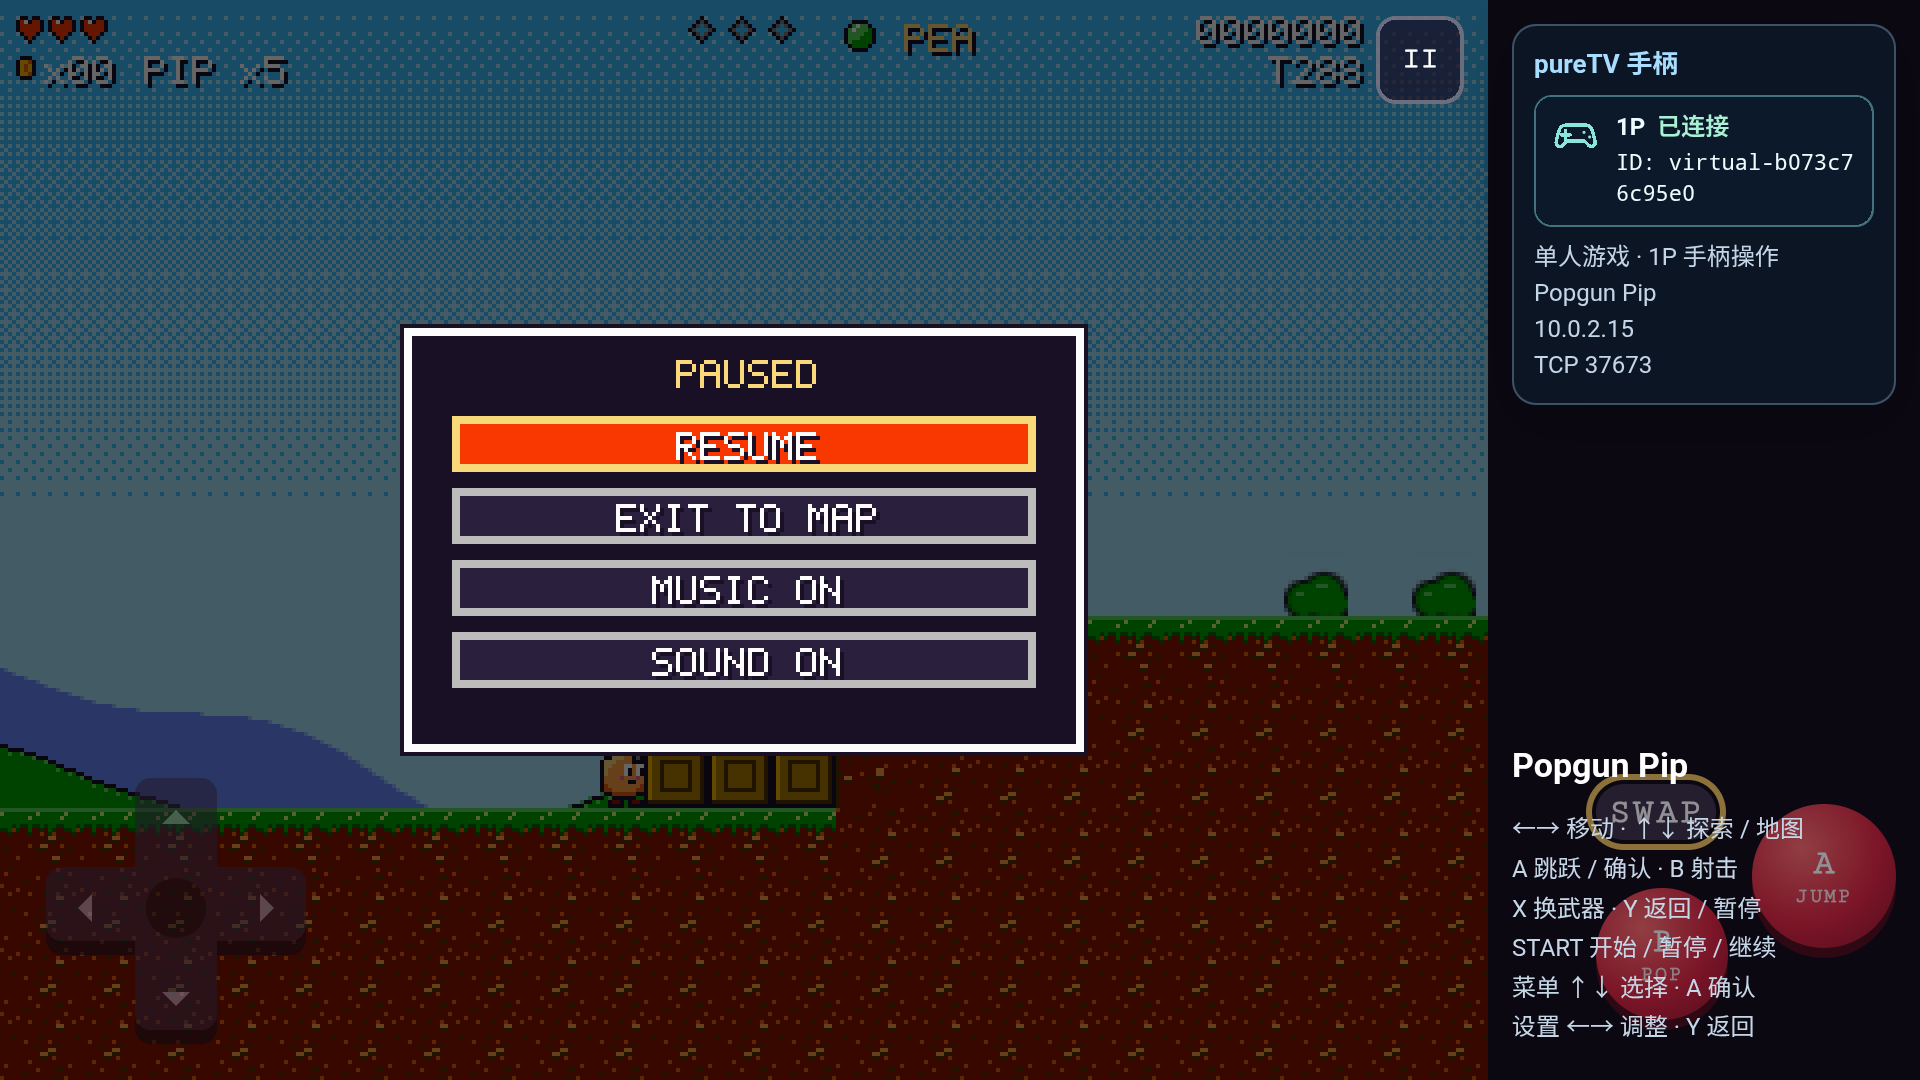 x00 PIP x5
PEA
0000000
T288
II
PAUSED
RESUME
EXIT TO MAP
MUSIC ON
SOUND ON
pureTV 手柄
1P 已连接
ID: virtual-b073c7
6c95e0
单人游戏 · 1P 手柄操作
Popgun Pip
10.0.2.15
TCP 37673
Popgun Pip
SWAP
←→ 移动 · ↑↓ 探索 / 地图
A 跳跃 / 确认 · B 射击
X 换武器 · Y 返回 / 暂停
START 开始 / 暂停 / 继续
菜单 ↑↓ 选择 · A 确认
设置 ←→ 调整 · Y 返回
A
JUMP
B
POP